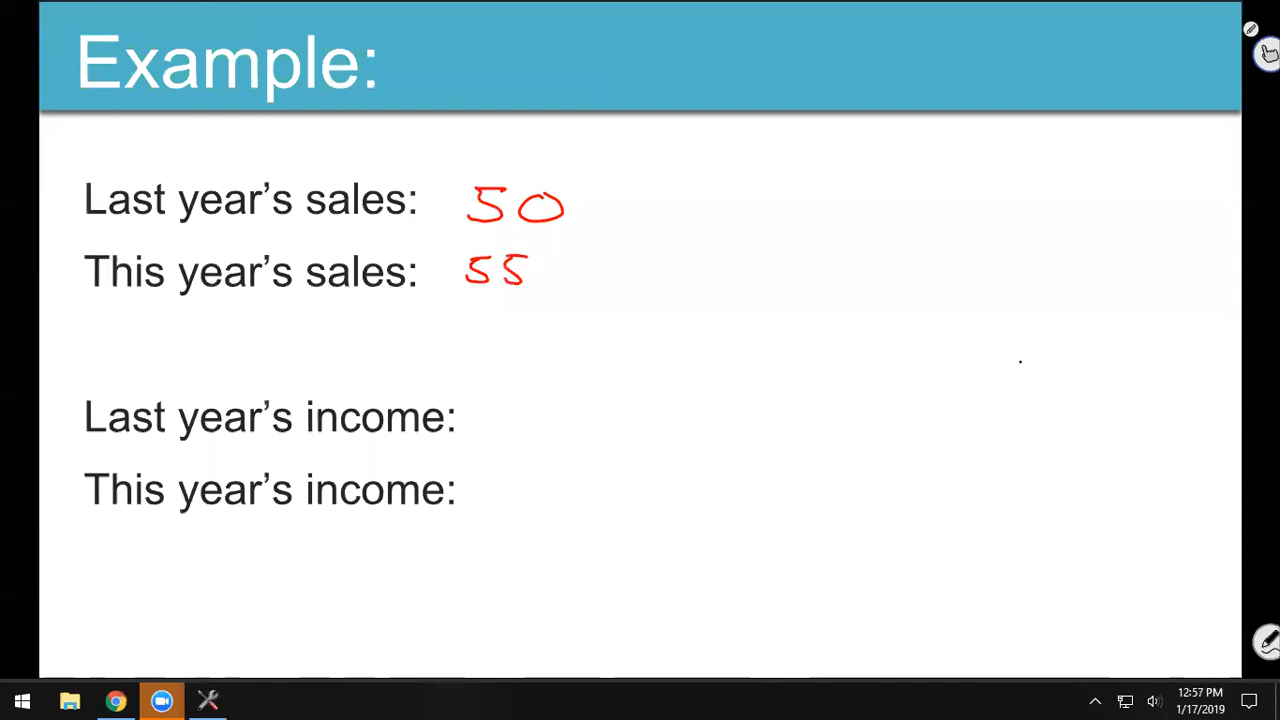 Example:
Last year’s sales: 50
This year’s sales: 55
Last year’s income:
This year’s income:
12:57 PM
1/17/2019